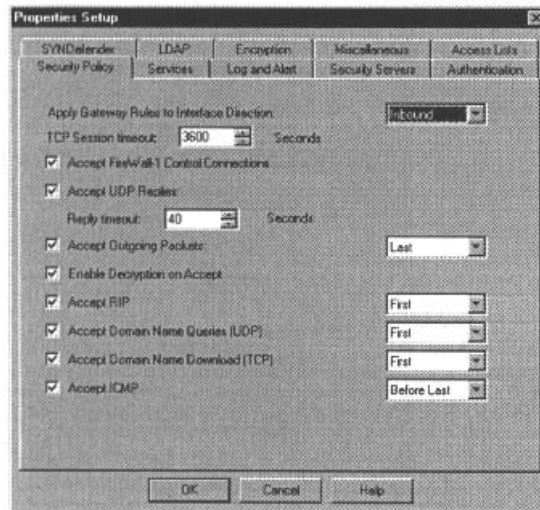 Properties Setup
SYNDefender LDAP Encryption Miscellaneous Access Lists
Security Policy Services Log and Alert Security Servers Authentication
Apply Gateway Rules to Interface Direction: Inbound
TCP Session timeout: 3600 Seconds
Accept FireWall-1 Control Connections
Accept UDP Replies:
Reply timeout: 40 Seconds
Accept Outgoing Packets: Last
Enable Decryption on Accept
Accept RIP First
Accept Domain Name Queries (UDP) First
Accept Domain Name Download (TCP) First
Accept ICMP Before Last
OK Cancel Help